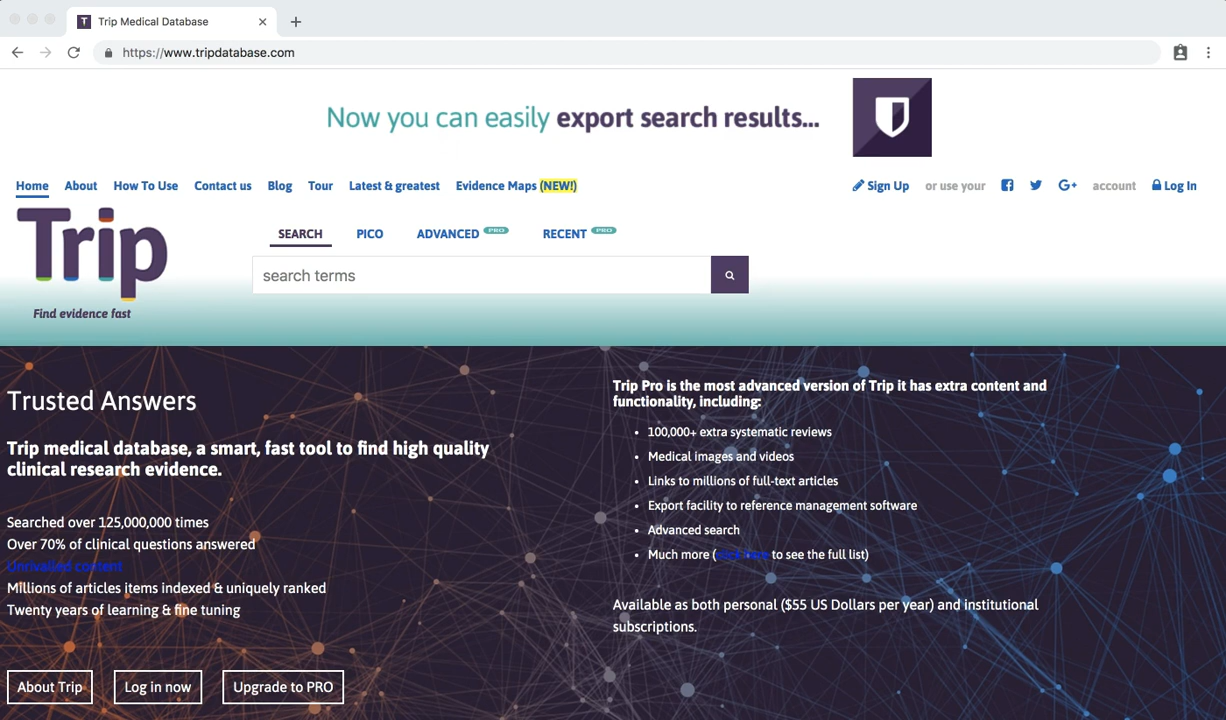 Trip Medical Database
https://www.tripdatabase.com
Now you can easily export search results...
Home About How To Use Contact us Blog Tour Latest & greatest Evidence Maps (NEW!) Sign Up or use your account Log In
Trip
Find evidence fast
SEARCH PICO ADVANCED PRO RECENT PRO
search terms
Trusted Answers
Trip medical database, a smart, fast tool to find high quality
clinical research evidence.
Searched over 125,000,000 times
Over 70% of clinical questions answered
Unrivalled content
Millions of articles items indexed & uniquely ranked
Twenty years of learning & fine tuning
About Trip Log in now Upgrade to PRO
Trip Pro is the most advanced version of Trip it has extra content and
functionality, including:
• 100,000+ extra systematic reviews
• Medical images and videos
• Links to millions of full-text articles
• Export facility to reference management software
• Advanced search
• Much more (click here to see the full list)
Available as both personal ($55 US Dollars per year) and institutional
subscriptions.